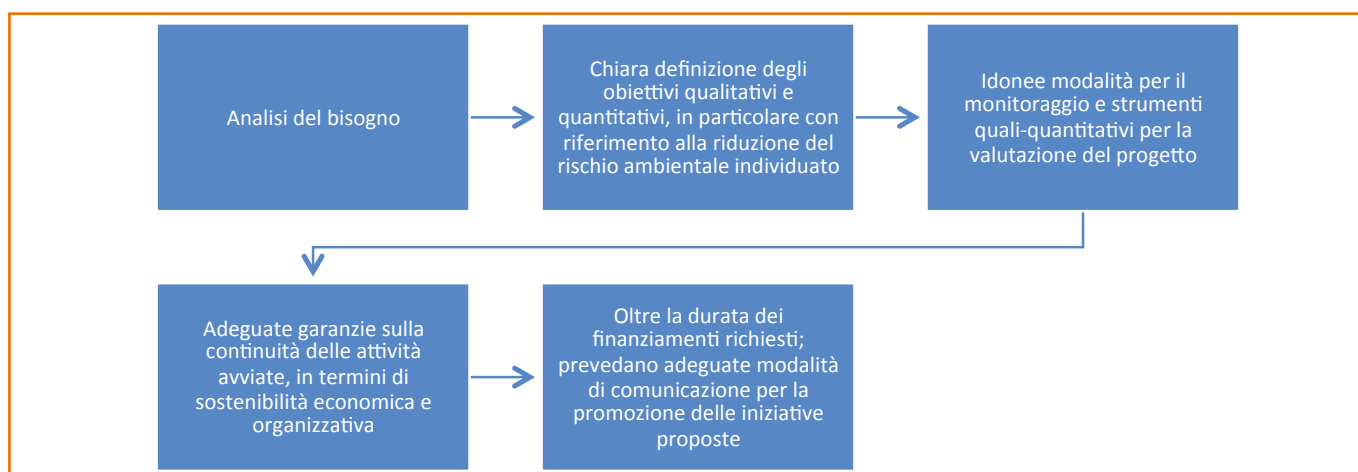 Analisi del bisogno
Chiara definizione degli
obiettivi qualitativi e
quantitativi, in particolare con
riferimento alla riduzione del
rischio ambientale individuato
Idonee modalità per il
monitoraggio e strumenti
quali-quantitativi per la
valutazione del progetto
Adeguate garanzie sulla
continuità delle attività
avviate, in termini di
sostenibilità economica e
organizzativa
Oltre la durata dei
finanziamenti richiesti;
prevedano adeguate modalità
di comunicazione per la
promozione delle iniziative
proposte